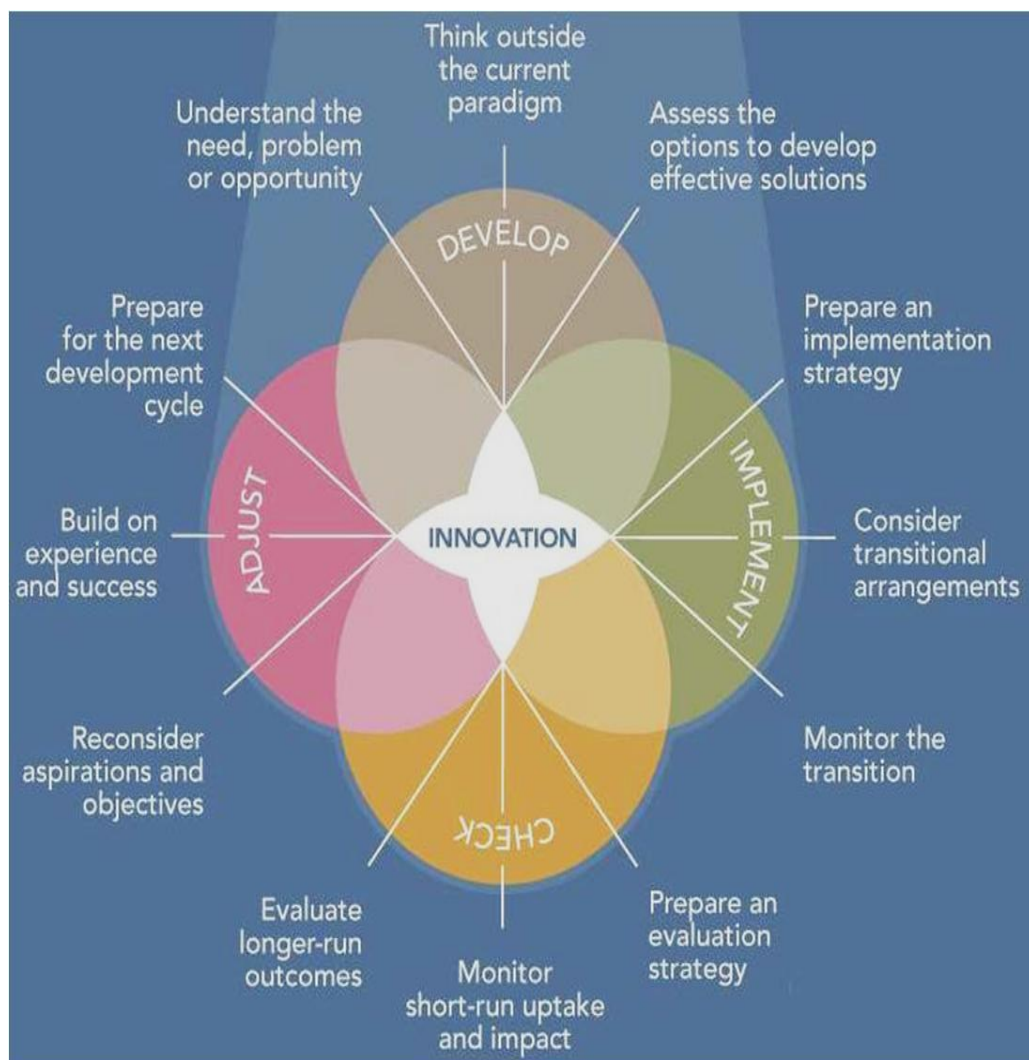 Think outside
the current
paradigm
Understand the
need, problem
or opportunity
Assess the
options to develop
effective solutions
DEVELOP
Prepare
for the next
development
cycle
Prepare an
implementation
strategy
ADJUST
IMPLEMENT
Build on
experience
and success
INNOVATION
Consider
transitional
arrangements
Reconsider
aspirations and
objectives
Monitor the
transition
CHECK
Evaluate
longer-run
outcomes
Monitor
short-run uptake
and impact
Prepare an
evaluation
strategy